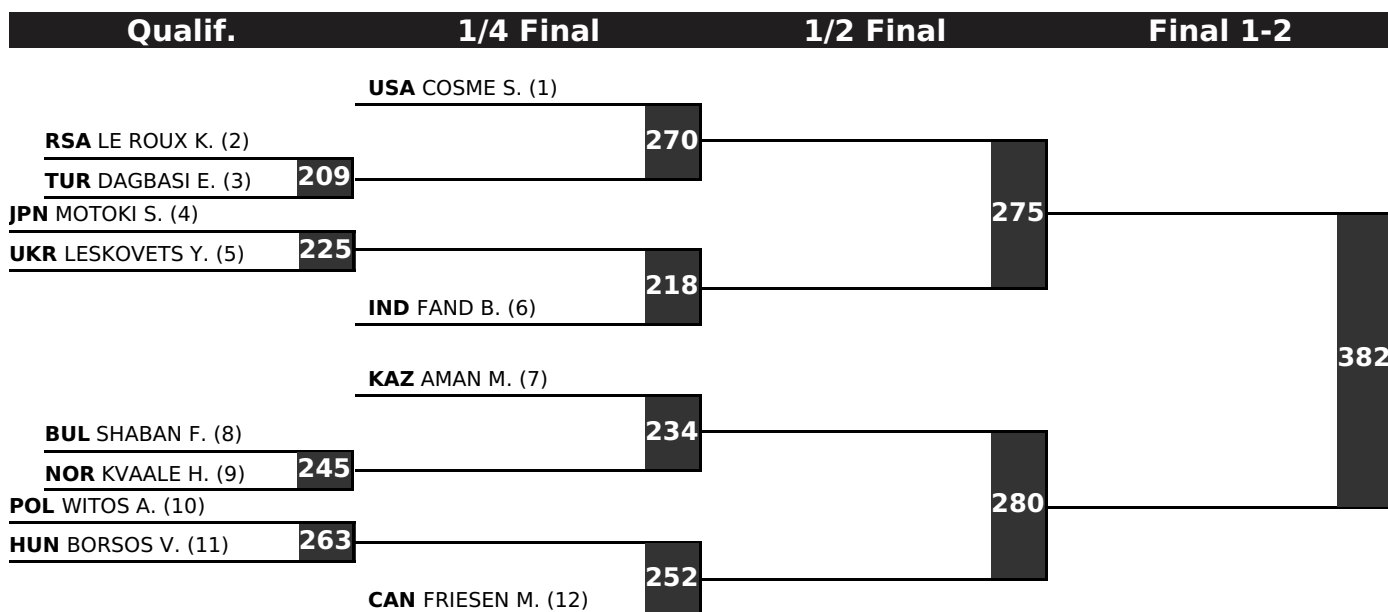 Qualif. 1/4 Final 1/2 Final Final 1-2
USA COSME S. (1)
270
RSA LE ROUX K. (2)
TUR DAGBASI E. (3) 209
JPN MOTOKI S. (4)
275
UKR LESKOVETS Y. (5) 225
218
IND FAND B. (6)
382
KAZ AMAN M. (7)
234
BUL SHABAN F. (8)
NOR KVAALE H. (9) 245
POL WITOS A. (10)
280
HUN BORSOS V. (11) 263
252
CAN FRIESEN M. (12)